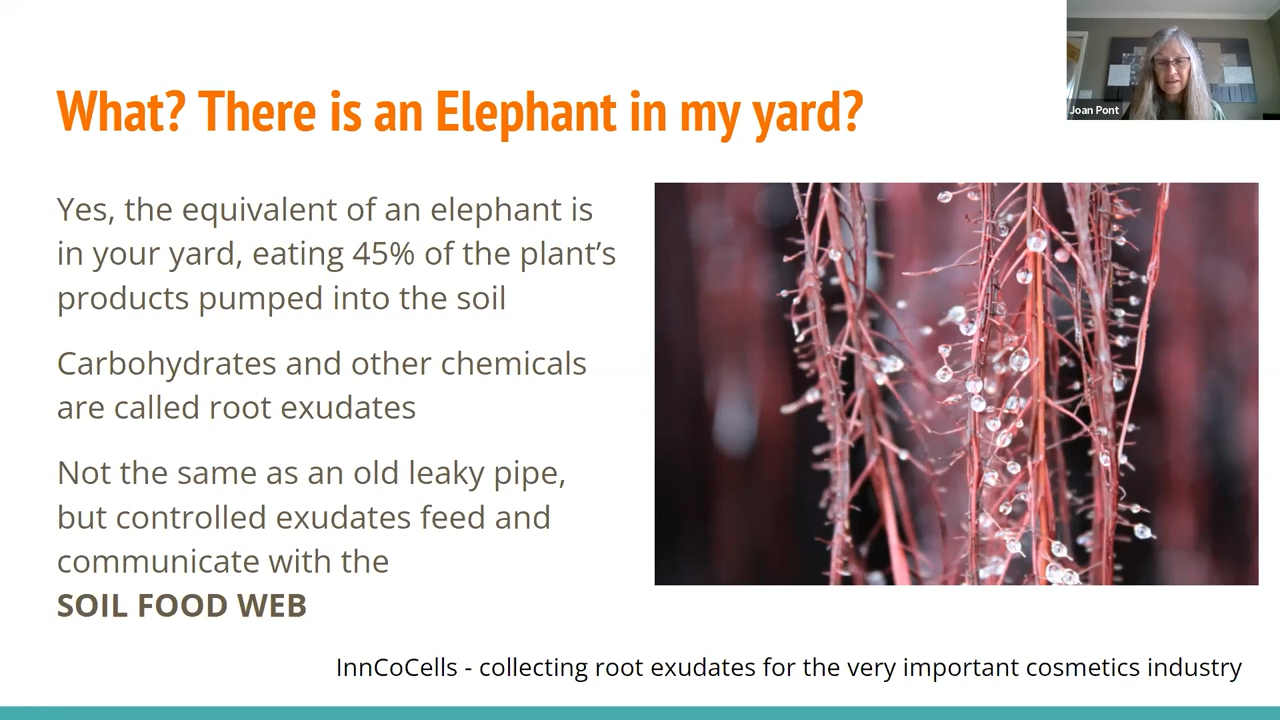 What? There is an Elephant in my yard?
Joan Pont
Yes, the equivalent of an elephant is
in your yard, eating 45% of the plant’s
products pumped into the soil
Carbohydrates and other chemicals
are called root exudates
Not the same as an old leaky pipe,
but controlled exudates feed and
communicate with the
SOIL FOOD WEB
InnCoCells - collecting root exudates for the very important cosmetics industry